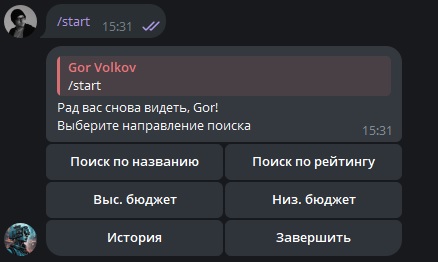 /start 15:31
Gor Volkov
/start
Рад вас снова видеть, Gor!
Выберите направление поиска
15:31
Поиск по названию Поиск по рейтингу
Выс. бюджет Низ. бюджет
История Завершить